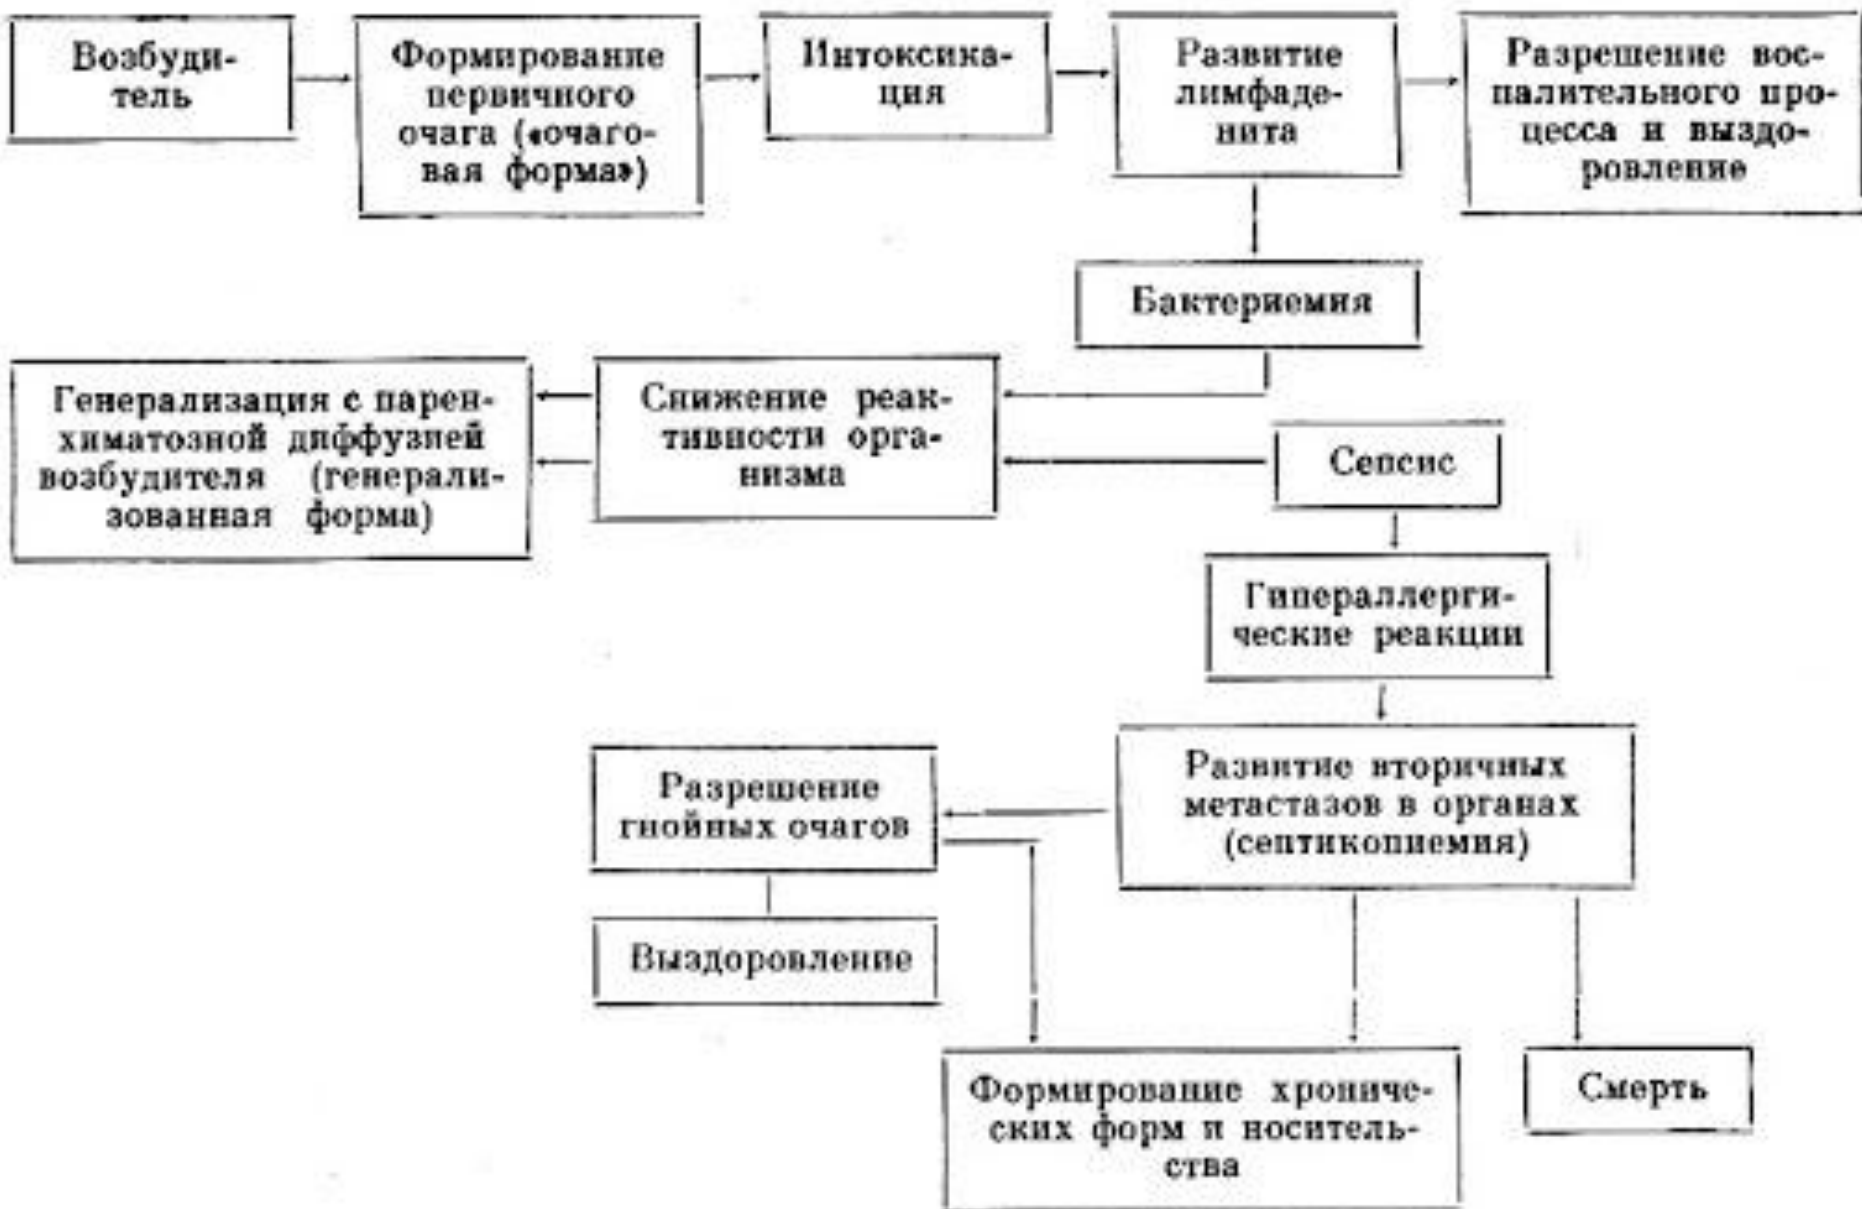 Возбуди-
тель
Формирование
первичного
очага («очаго-
вая форма»)
Интоксика-
ция
Развитие
лимфаде-
нита
Разрешение вос-
палительного про-
цесса и выздо-
ровление
Бактериемия
Генерализация с парен-
химатозной диффузией
возбудителя (генерали-
зованная форма)
Снижение реак-
тивности орга-
низма
Сепсис
Гипераллерги-
ческие реакции
Развитие вторичных
метастазов в органах
(септикопиемия)
Разрешение
гнойных очагов
Выздоровление
Формирование хрониче-
ских форм и носитель-
ства
Смерть